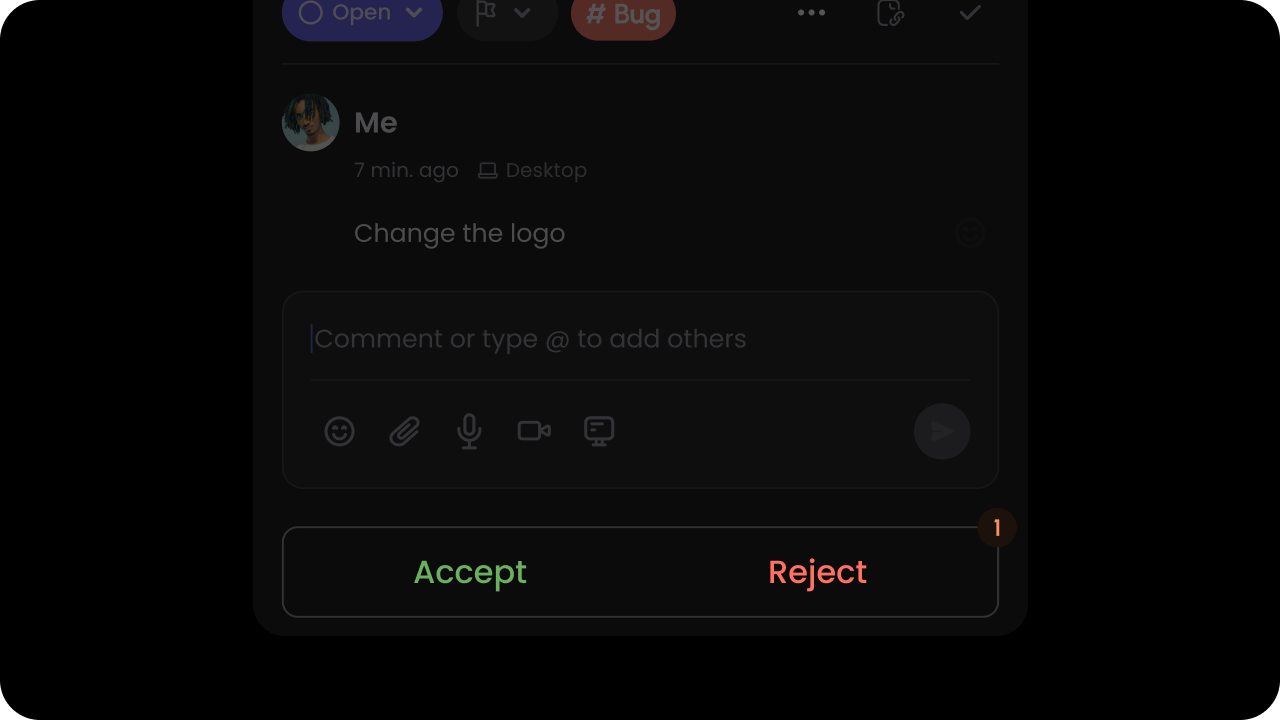 Open
# Bug
Me
7 min. ago Desktop
Change the logo
Comment or type @ to add others
1
Accept Reject